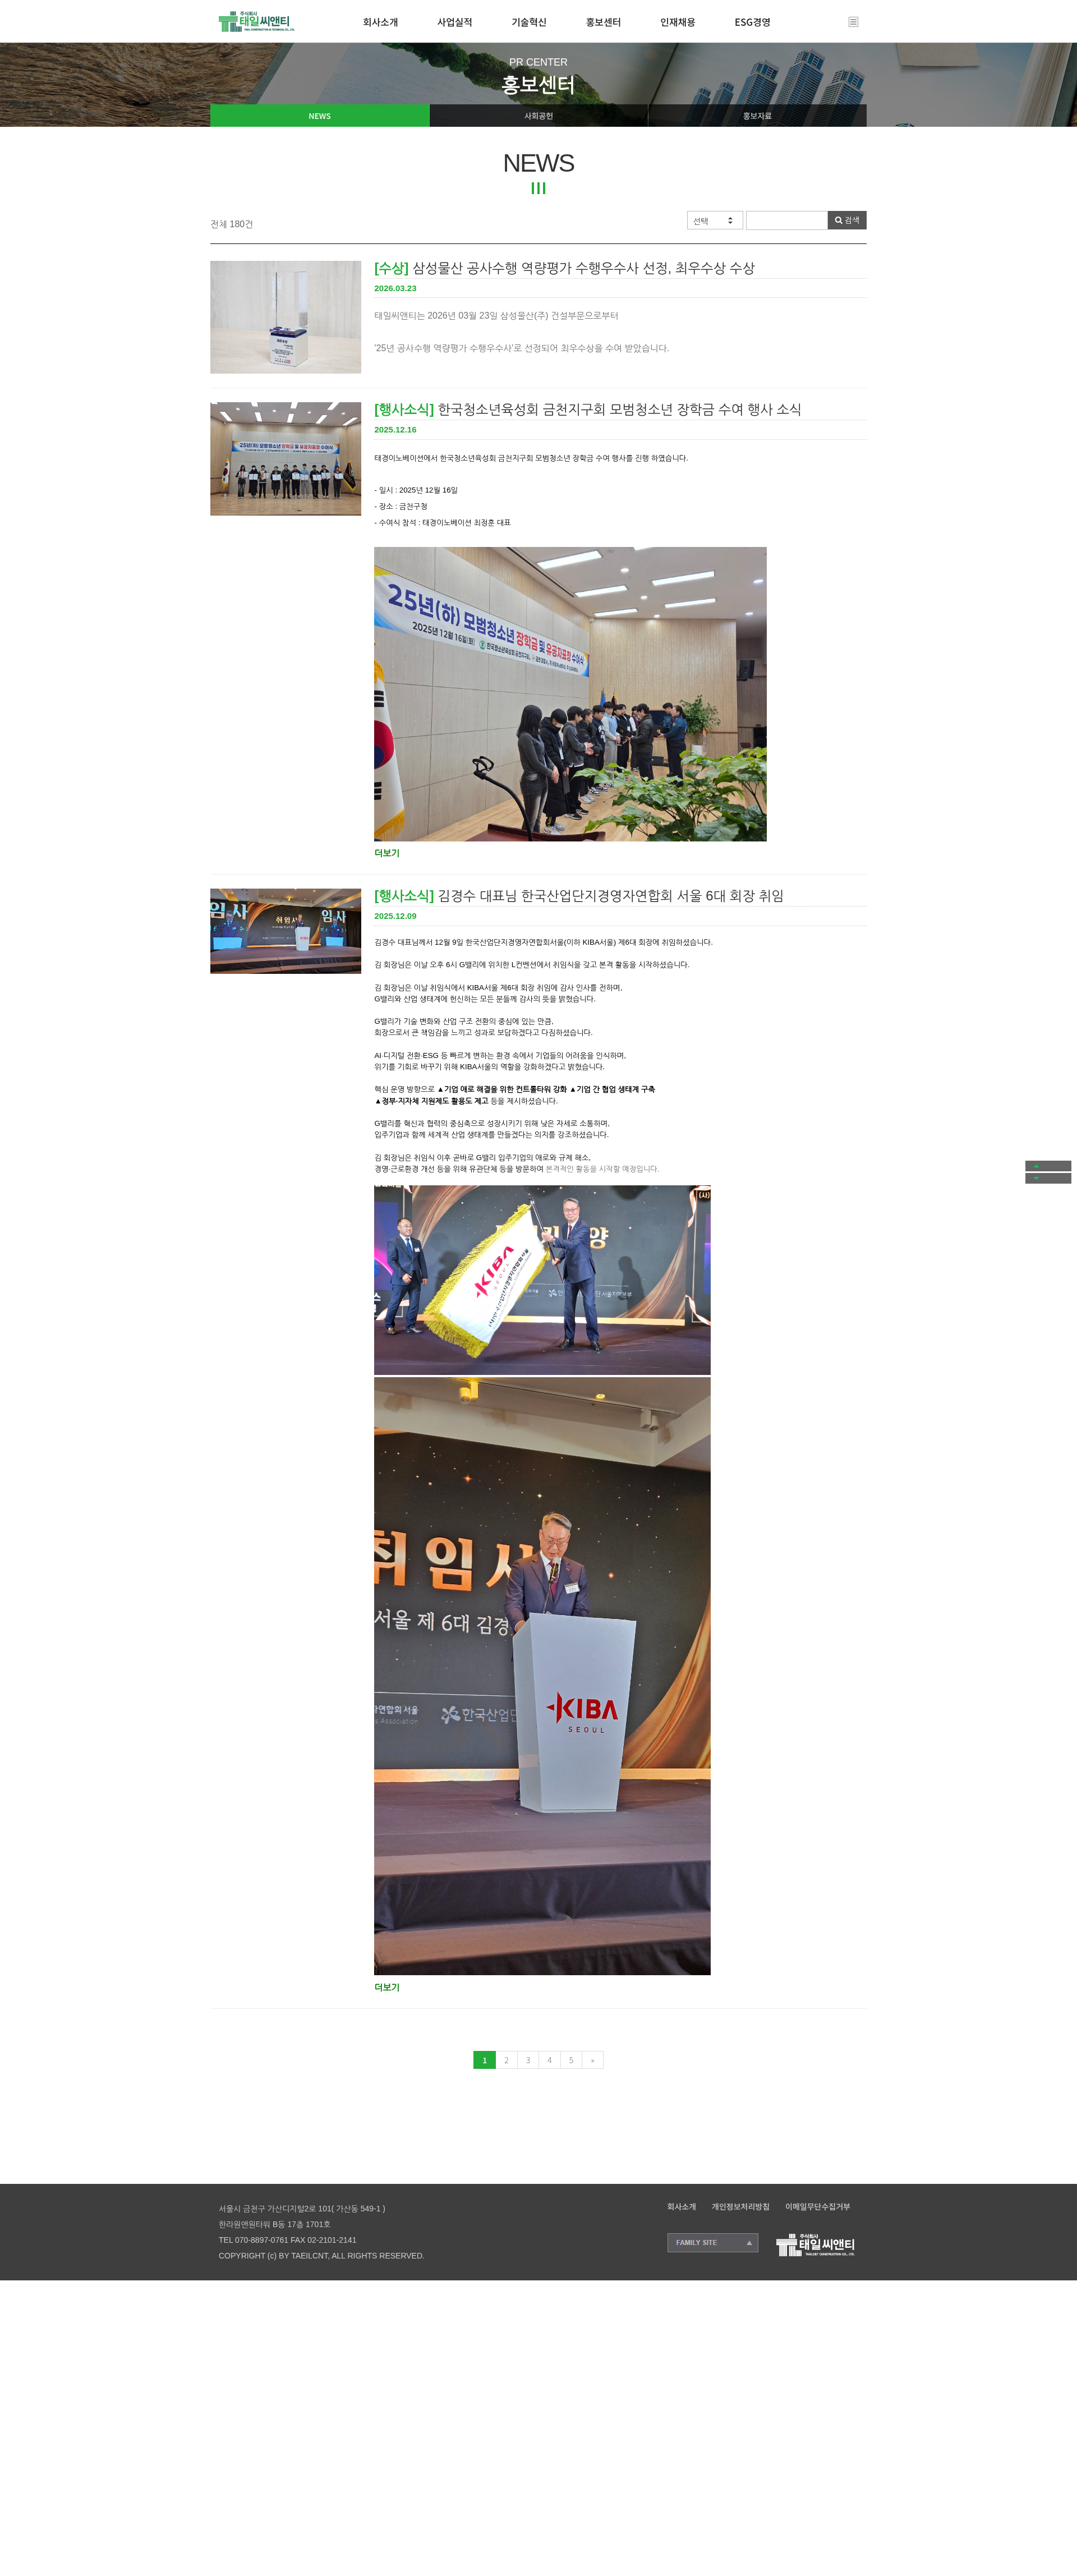 주식회사
태일씨앤티
회사소개
사업실적
기술혁신
홍보센터
인재채용
ESG경영
PR CENTER
홍보센터
NEWS
사회공헌
홍보자료
NEWS
전체 180건
선택
검색
[수상] 삼성물산 공사수행 역량평가 수행우수사 선정, 최우수상 수상
2026.03.23
태일씨앤티는 2026년 03월 23일 삼성물산(주) 건설부문으로부터
'25년 공사수행 역량평가 수행우수사'로 선정되어 최우수상을 수여 받았습니다.
[행사소식] 한국청소년육성회 금천지구회 모범청소년 장학금 수여 행사 소식
2025.12.16
태경이노베이션에서 한국청소년육성회 금천지구회 모범청소년 장학금 수여 행사를 진행 하였습니다.
- 일시 : 2025년 12월 16일
- 장소 : 금천구청
- 수여식 참석 : 태경이노베이션 최정훈 대표
25년(하) 모범청소년 장학금 및 유공자표창 수여식
2025년 12월 16일(화)
더보기
[행사소식] 김경수 대표님 한국산업단지경영자연합회 서울 6대 회장 취임
2025.12.09
김경수 대표님께서 12월 9일 한국산업단지경영자연합회서울(이하 KIBA서울) 제6대 회장에 취임하셨습니다.
김 회장님은 이날 오후 6시 G밸리에 위치한 L컨벤션에서 취임식을 갖고 본격 활동을 시작하셨습니다.
김 회장님은 이날 취임식에서 KIBA서울 제6대 회장 취임에 감사 인사를 전하며,
G밸리와 산업 생태계에 헌신하는 모든 분들께 감사의 뜻을 밝혔습니다.
G밸리가 기술 변화와 산업 구조 전환의 중심에 있는 만큼,
회장으로서 큰 책임감을 느끼고 성과로 보답하겠다고 다짐하셨습니다.
AI·디지털 전환·ESG 등 빠르게 변하는 환경 속에서 기업들의 어려움을 인식하며,
위기를 기회로 바꾸기 위해 KIBA서울의 역할을 강화하겠다고 밝혔습니다.
핵심 운영 방향으로 ▲기업 애로 해결을 위한 컨트롤타워 강화 ▲기업 간 협업 생태계 구축
▲정부·지자체 지원제도 활용도 제고 등을 제시하셨습니다.
G밸리를 혁신과 협력의 중심축으로 성장시키기 위해 낮은 자세로 소통하며,
입주기업과 함께 세계적 산업 생태계를 만들겠다는 의지를 강조하셨습니다.
김 회장님은 취임식 이후 곧바로 G밸리 입주기업의 애로와 규제 해소,
경영·근로환경 개선 등을 위해 유관단체 등을 방문하여 본격적인 활동을 시작할 예정입니다.
KIBA
SEOUL
취임사
서울 제 6대 김경
KIBA
SEOUL
더보기
1
2
3
4
5
»
서울시 금천구 가산디지털2로 101( 가산동 549-1 )
한라원앤원타워 B동 17층 1701호
TEL 070-8897-0761 FAX 02-2101-2141
COPYRIGHT (c) BY TAEILCNT, ALL RIGHTS RESERVED.
회사소개
개인정보처리방침
이메일무단수집거부
FAMILY SITE
주식회사
태일씨앤티